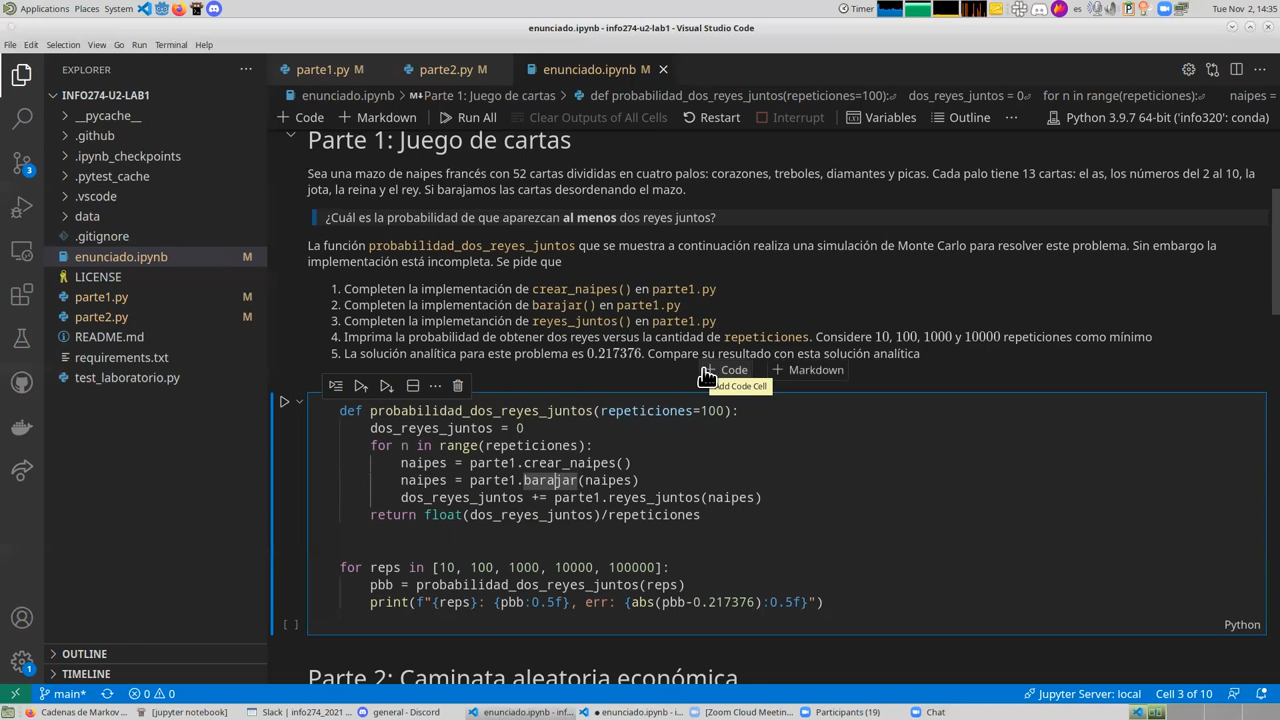 Applications Places System
Timer
es
Tue Nov 2, 14:35
enunciado.ipynb - info274-u2-lab1 - Visual Studio Code
File Edit Selection View Go Run Terminal Help
EXPLORER
parte1.py M
parte2.py M
enunciado.ipynb M
INFO274-U2-LAB1
enunciado.ipynb > M↓Parte 1: Juego de cartas > def probabilidad_dos_reyes_juntos(repeticiones=100): dos_reyes_juntos = 0 for n in range(repeticiones): naipes =
+ Code + Markdown Run All Clear Outputs of All Cells Restart Interrupt Variables Outline ... Python 3.9.7 64-bit ('info320': conda)
__pycache__
.github
.ipynb_checkpoints
.pytest_cache
.vscode
data
.gitignore
enunciado.ipynb M
LICENSE
parte1.py M
parte2.py M
README.md
requirements.txt
test_laboratorio.py
OUTLINE
TIMELINE
3
1
Parte 1: Juego de cartas
Sea una mazo de naipes francés con 52 cartas divididas en cuatro palos: corazones, treboles, diamantes y picas. Cada palo tiene 13 cartas: el as, los números del 2 al 10, la
jota, la reina y el rey. Si barajamos las cartas desordenando el mazo.
¿Cuál es la probabilidad de que aparezcan al menos dos reyes juntos?
La función probabilidad_dos_reyes_juntos que se muestra a continuación realiza una simulación de Monte Carlo para resolver este problema. Sin embargo la
implementación está incompleta. Se pide que
1. Completen la implementación de crear_naipes() en parte1.py
2. Completen la implementación de barajar() en parte1.py
3. Completen la implemetanción de reyes_juntos() en parte1.py
4. Imprima la probabilidad de obtener dos reyes versus la cantidad de repeticiones. Considere 10, 100, 1000 y 10000 repeticiones como mínimo
5. La solución analítica para este problema es 0.217376. Compare su resultado con esta solución analítica
+ Code + Markdown
Add Code Cell
def probabilidad_dos_reyes_juntos(repeticiones=100):
dos_reyes_juntos = 0
for n in range(repeticiones):
naipes = parte1.crear_naipes()
naipes = parte1.barajar(naipes)
dos_reyes_juntos += parte1.reyes_juntos(naipes)
return float(dos_reyes_juntos)/repeticiones
for reps in [10, 100, 1000, 10000, 100000]:
pbb = probabilidad_dos_reyes_juntos(reps)
print(f"{reps}: {pbb:0.5f}, err: {abs(pbb-0.217376):0.5f}")
[ ]
Python
Parte 2: Caminata aleatoria económica
main* 0 0
Jupyter Server: local Cell 3 of 10
Cadenas de Markov ... [jupyter notebook] Slack | info274_2021 ... general - Discord enunciado.ipynb - inf... enunciado.ipynb - i... [Zoom Cloud Meetin... Participants (19) Chat